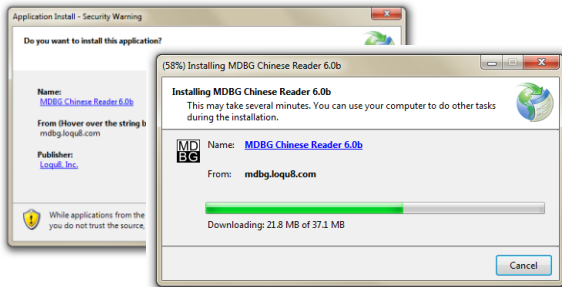 Application Install - Security Warning
Do you want to install this application?
Name:
MDBG Chinese Reader 6.0b
From (Hover over the string b
mdbg.loqu8.com
Publisher:
Loqu8, Inc.
While applications from the
you do not trust the source,
(58%) Installing MDBG Chinese Reader 6.0b
Installing MDBG Chinese Reader 6.0b
This may take several minutes. You can use your computer to do other tasks
during the installation.
MD
BG
Name: MDBG Chinese Reader 6.0b
From: mdbg.loqu8.com
Downloading: 21.8 MB of 37.1 MB
Cancel